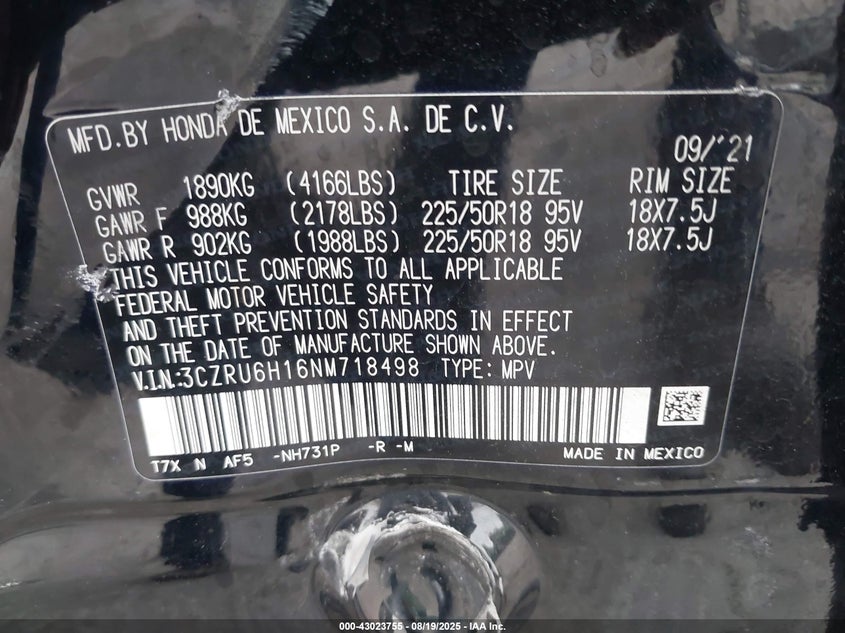 MFD.BY HONDA DE MEXICO S.A. DE C.V.
09/'21
GVWR 1890KG (4166LBS) TIRE SIZE RIM SIZE
GAWR F 988KG (2178LBS) 225/50R18 95V 18X7.5J
GAWR R 902KG (1988LBS) 225/50R18 95V 18X7.5J
THIS VEHICLE CONFORMS TO ALL APPLICABLE
FEDERAL MOTOR VEHICLE SAFETY
AND THEFT PREVENTION STANDARDS IN EFFECT
ON THE DATE OF MANUFACTURE SHOWN ABOVE.
V.I.N.:3CZRU6H16NM718498 TYPE: MPV
T7X N AF5 -NH731P -R -M MADE IN MEXICO
000-43023755 - 08/19/2025 - IAA Inc.